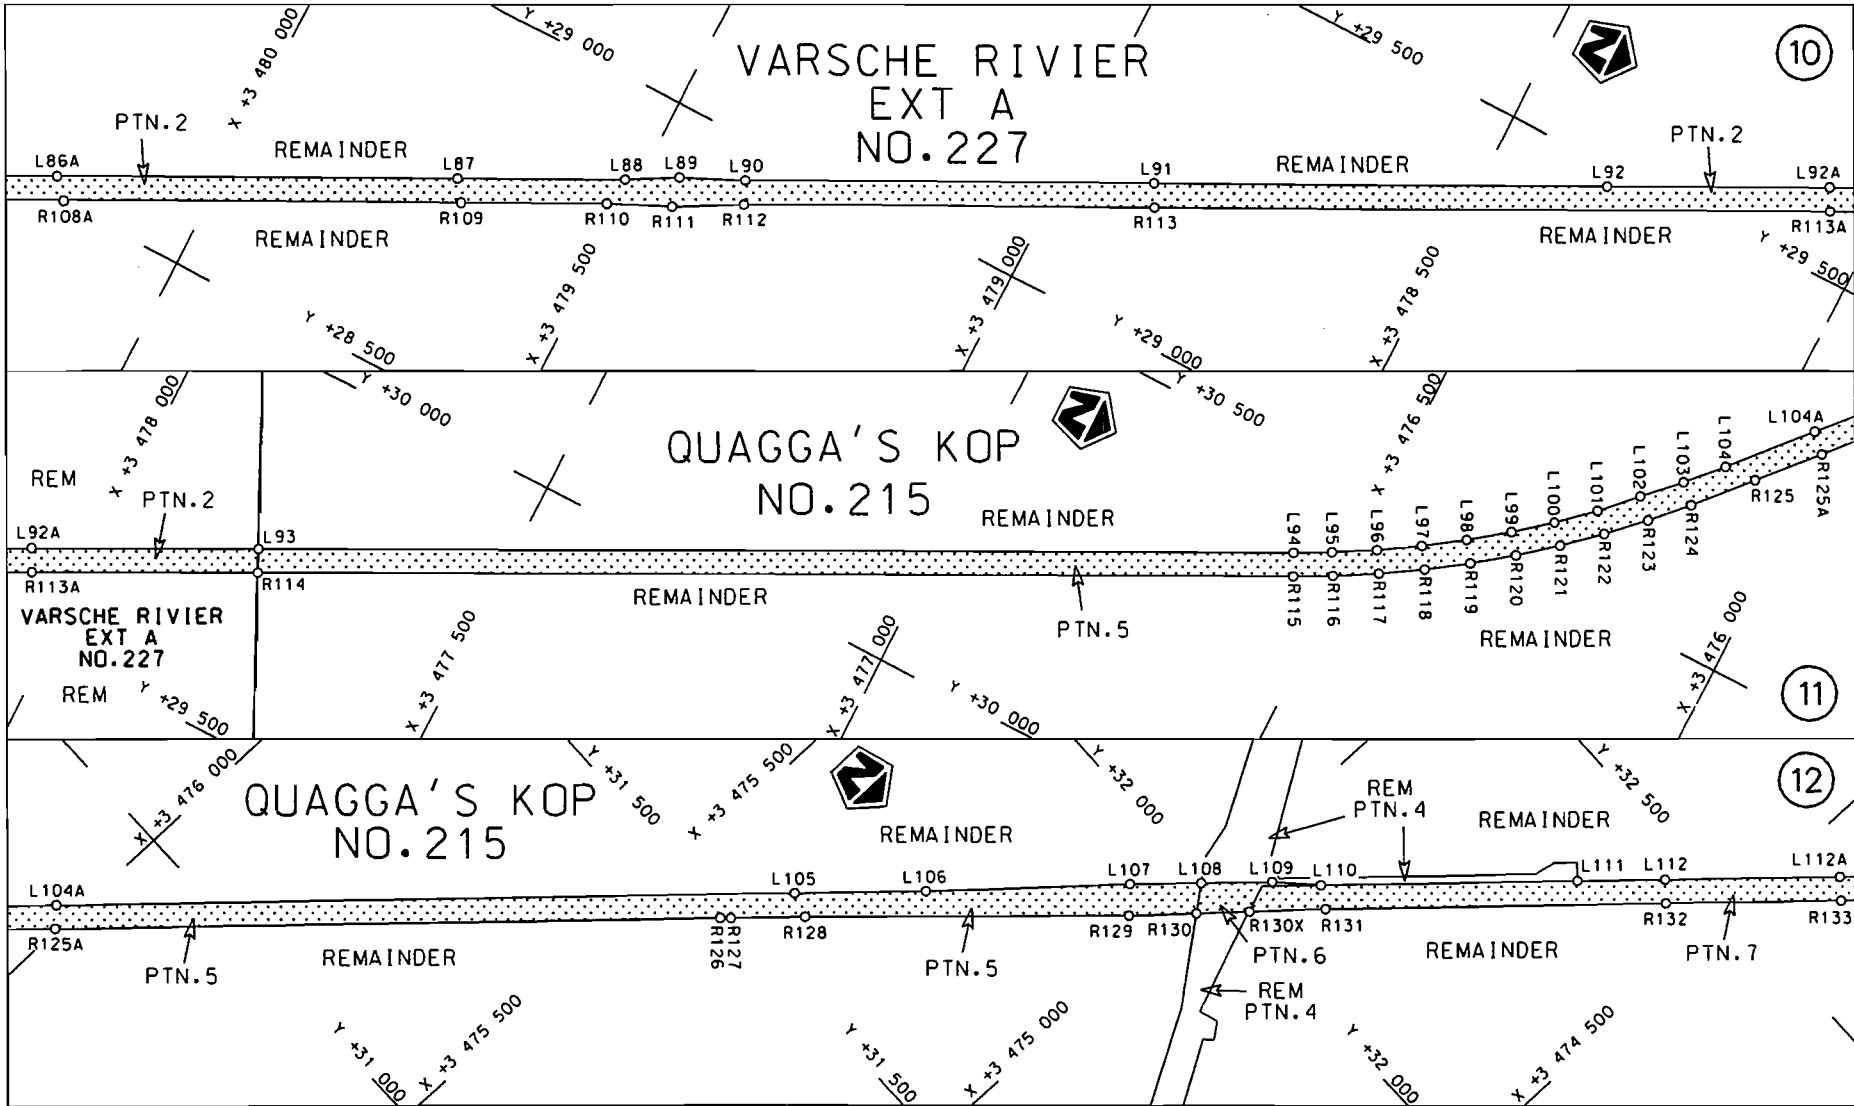 X +3 480 000
Y +29 000
VARSCHE RIVIER
EXT A
NO.227
Y +29 500
N
10
PTN.2
REMAINDER
REMAINDER
PTN.2
L86A
L87
L88
L89
L90
L91
L92
L92A
R108A
R109
R110
R111
R112
R113
R113A
REMAINDER
REMAINDER
Y +28 500
X +3 479 500
X +3 479 000
Y +29 000
X +3 478 500
Y +29 500
X +3 478 000
Y +30 000
Y +30 500
X +3 476 500
N
QUAGGA'S KOP
NO.215
REM
PTN.2
REMAINDER
L92A
L93
L94
L95
L96
L97
L98
L99
L100
L101
L102
L103
L104
L104A
R113A
R114
R115
R116
R117
R118
R119
R120
R121
R122
R123
R124
R125
R125A
VARSCHE RIVIER
EXT A
NO.227
REM
REMAINDER
PTN.5
REMAINDER
Y +29 500
X +3 477 500
X +3 477 000
Y +30 000
X +3 476 000
11
X +3 476 000
Y +31 500
X +3 475 500
N
Y +32 000
Y +32 500
12
QUAGGA'S KOP
NO.215
REMAINDER
REM
PTN.4
REMAINDER
L104A
L105
L106
L107
L108
L109
L110
L111
L112
L112A
R125A
R126
R127
R128
R129
R130
R130X
R131
R132
R133
PTN.5
REMAINDER
PTN.5
PTN.6
REMAINDER
PTN.7
REM
PTN.4
Y +31 000
X +3 475 500
Y +31 500
X +3 475 000
Y +32 000
X +3 474 500